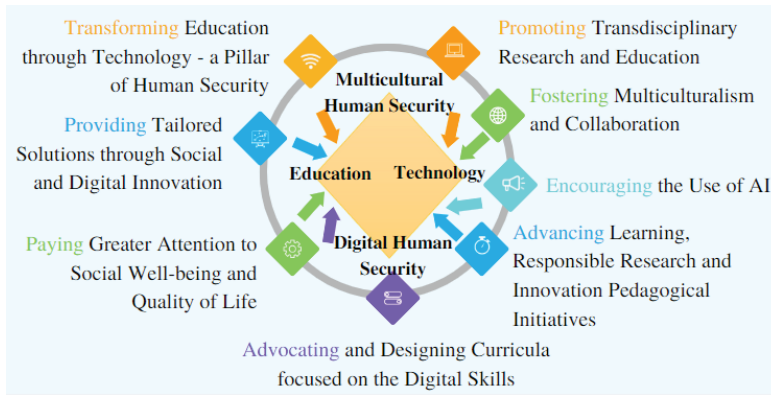 Transforming Education
through Technology - a Pillar
of Human Security
Promoting Transdisciplinary
Research and Education
Multicultural
Human Security
Fostering Multiculturalism
and Collaboration
Providing Tailored
Solutions through Social
and Digital Innovation
Education
Technology
Encouraging the Use of AI
Paying Greater Attention to
Social Well-being and
Quality of Life
Digital Human
Security
Advancing Learning,
Responsible Research and
Innovation Pedagogical
Initiatives
Advocating and Designing Curricula
focused on the Digital Skills